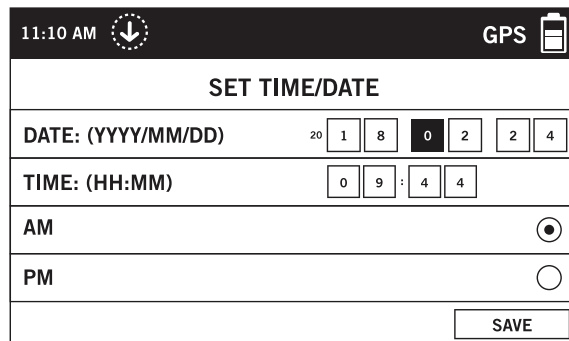 11:10 AM GPS
SET TIME/DATE
DATE: (YYYY/MM/DD) 20 1 8 0 2 2 4
TIME: (HH:MM) 0 9 : 4 4
AM
PM
SAVE